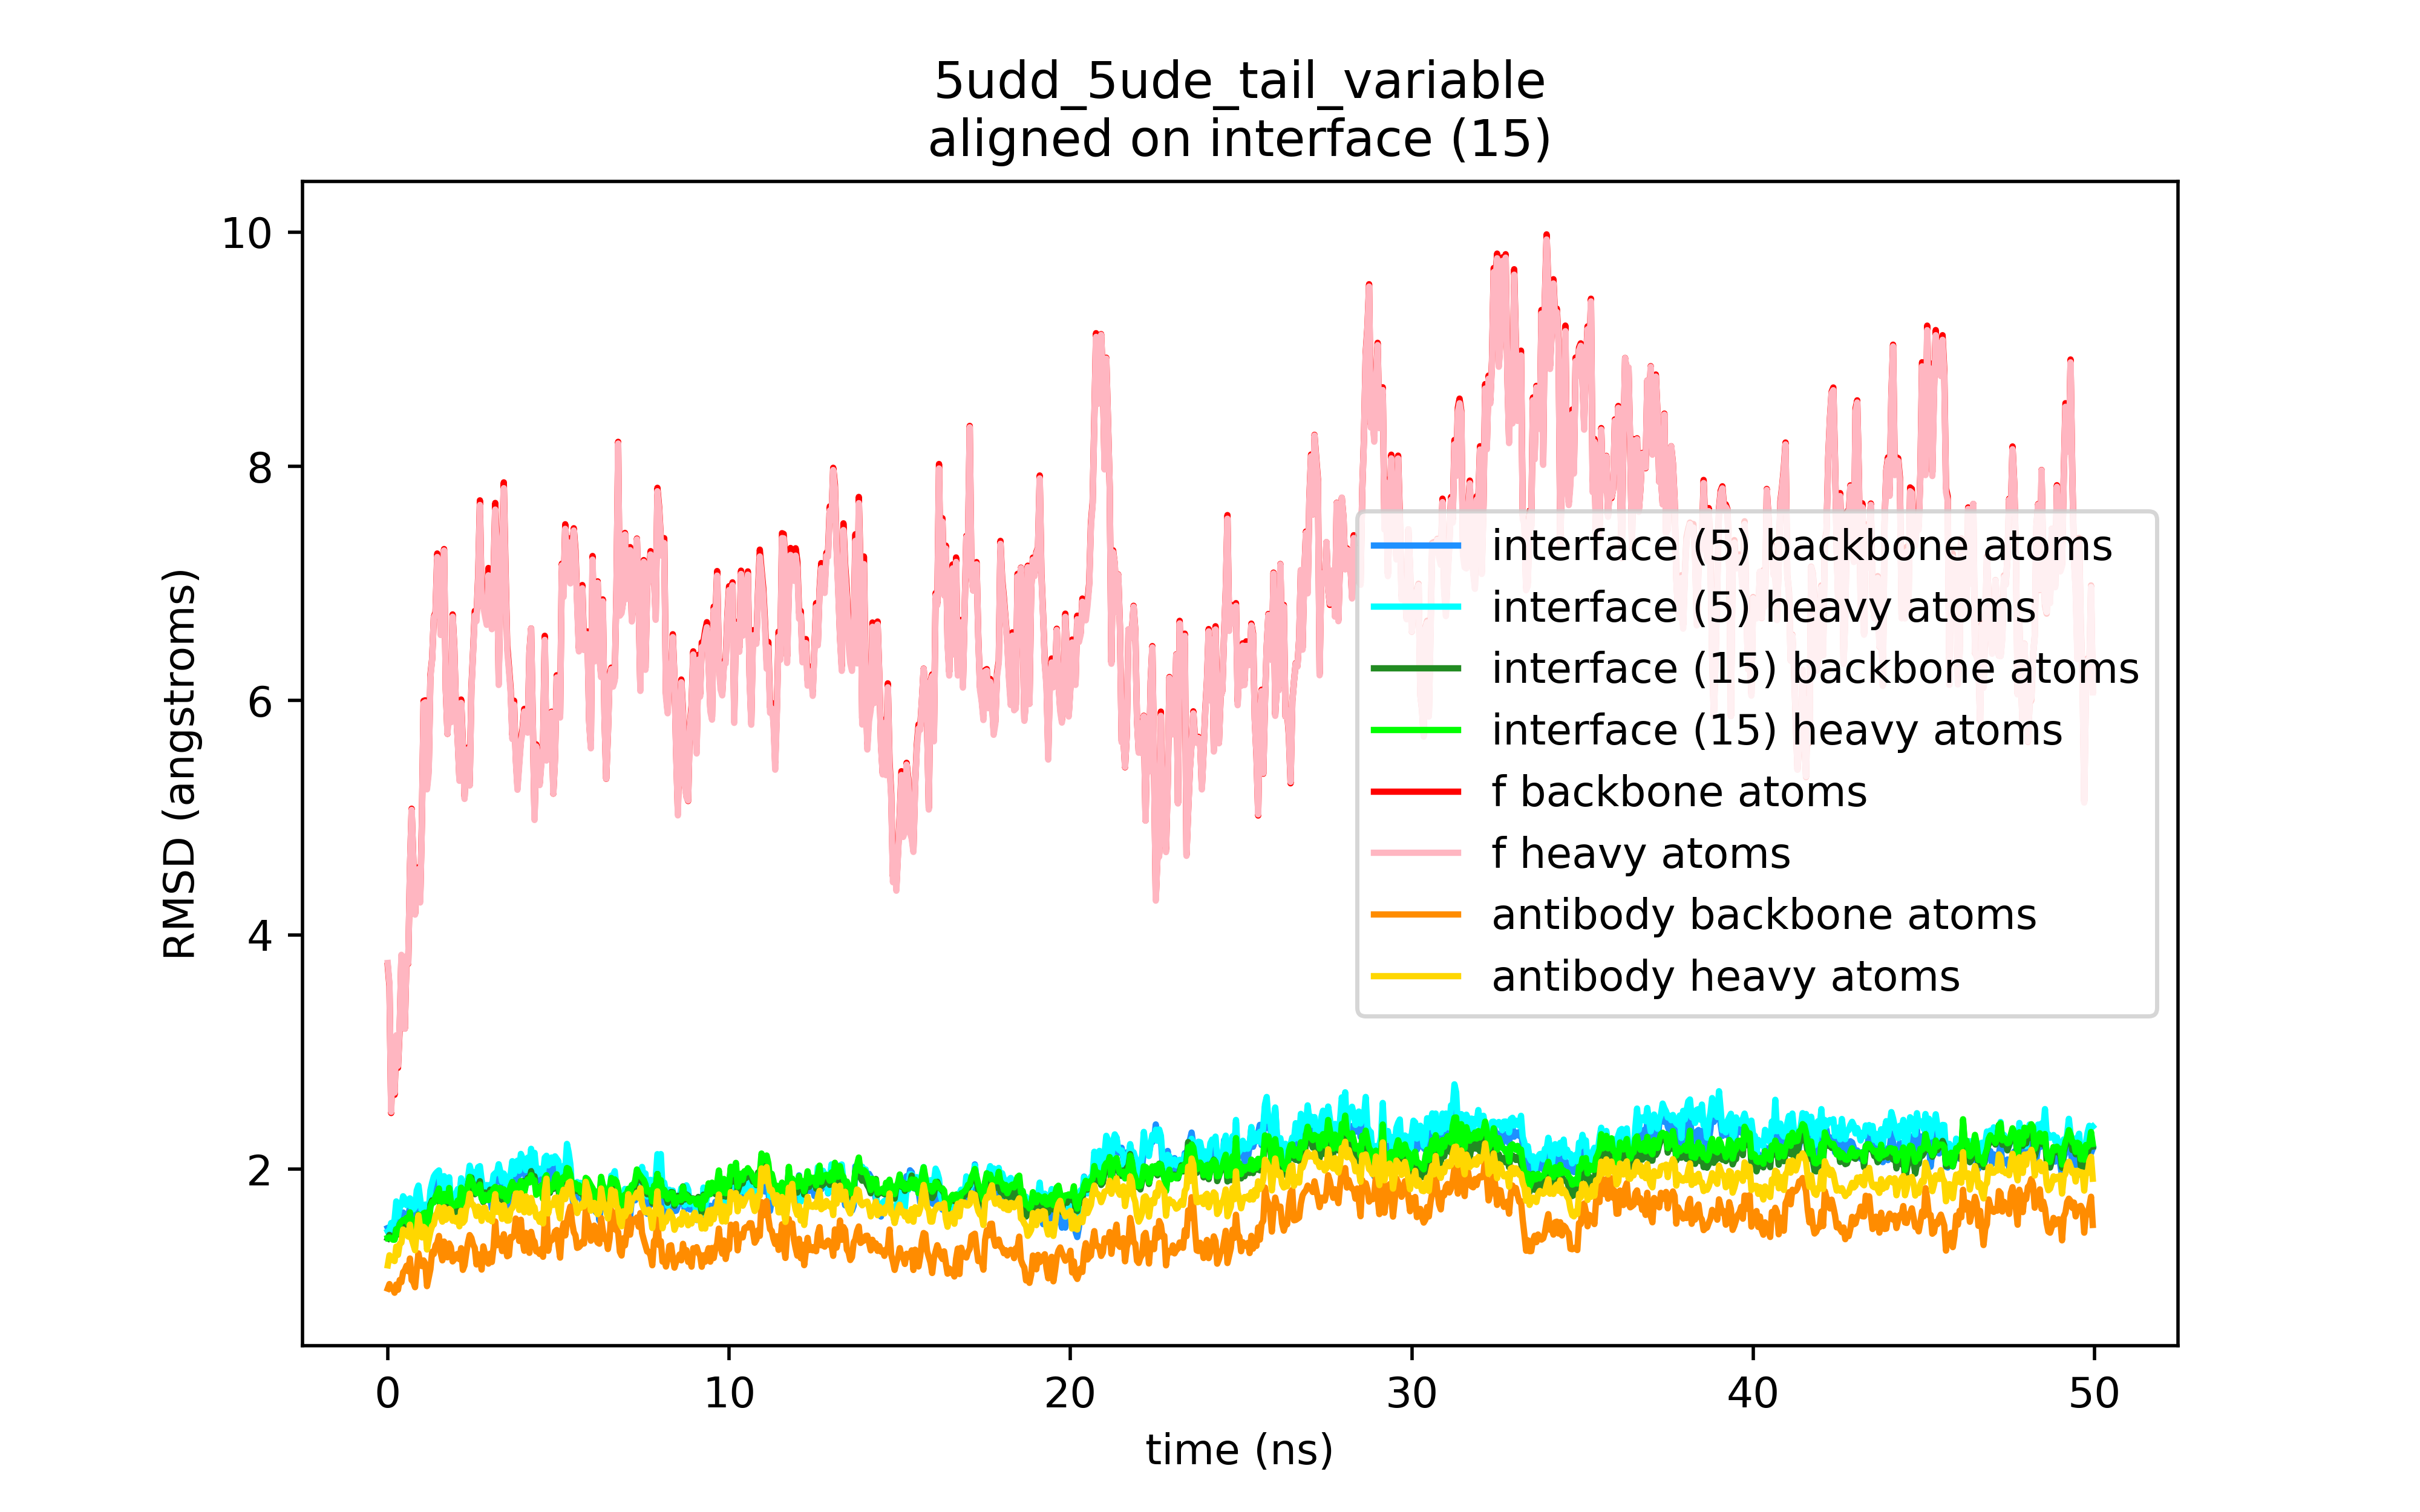 5udd_5ude_tail_variable
aligned on interface (15)
RMSD (angstroms)
10
8
6
4
2
interface (5) backbone atoms
interface (5) heavy atoms
interface (15) backbone atoms
interface (15) heavy atoms
f backbone atoms
f heavy atoms
antibody backbone atoms
antibody heavy atoms
0 10 20 30 40 50
time (ns)